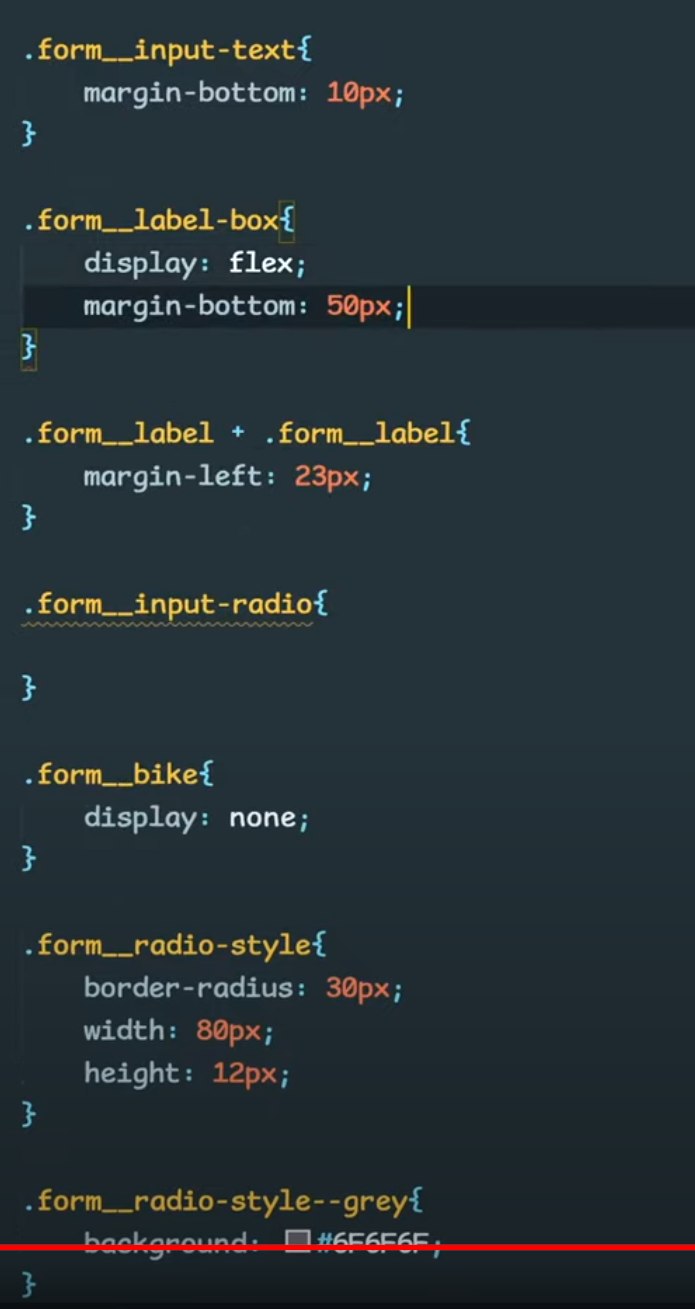 .form__input-text{
margin-bottom: 10px;
}
.form__label-box{
display: flex;
margin-bottom: 50px;
}
.form__label + .form__label{
margin-left: 23px;
}
.form__input-radio{
}
.form__bike{
display: none;
}
.form__radio-style{
border-radius: 30px;
width: 80px;
height: 12px;
}
.form__radio-style--grey{
background: #6F6F6F;
}